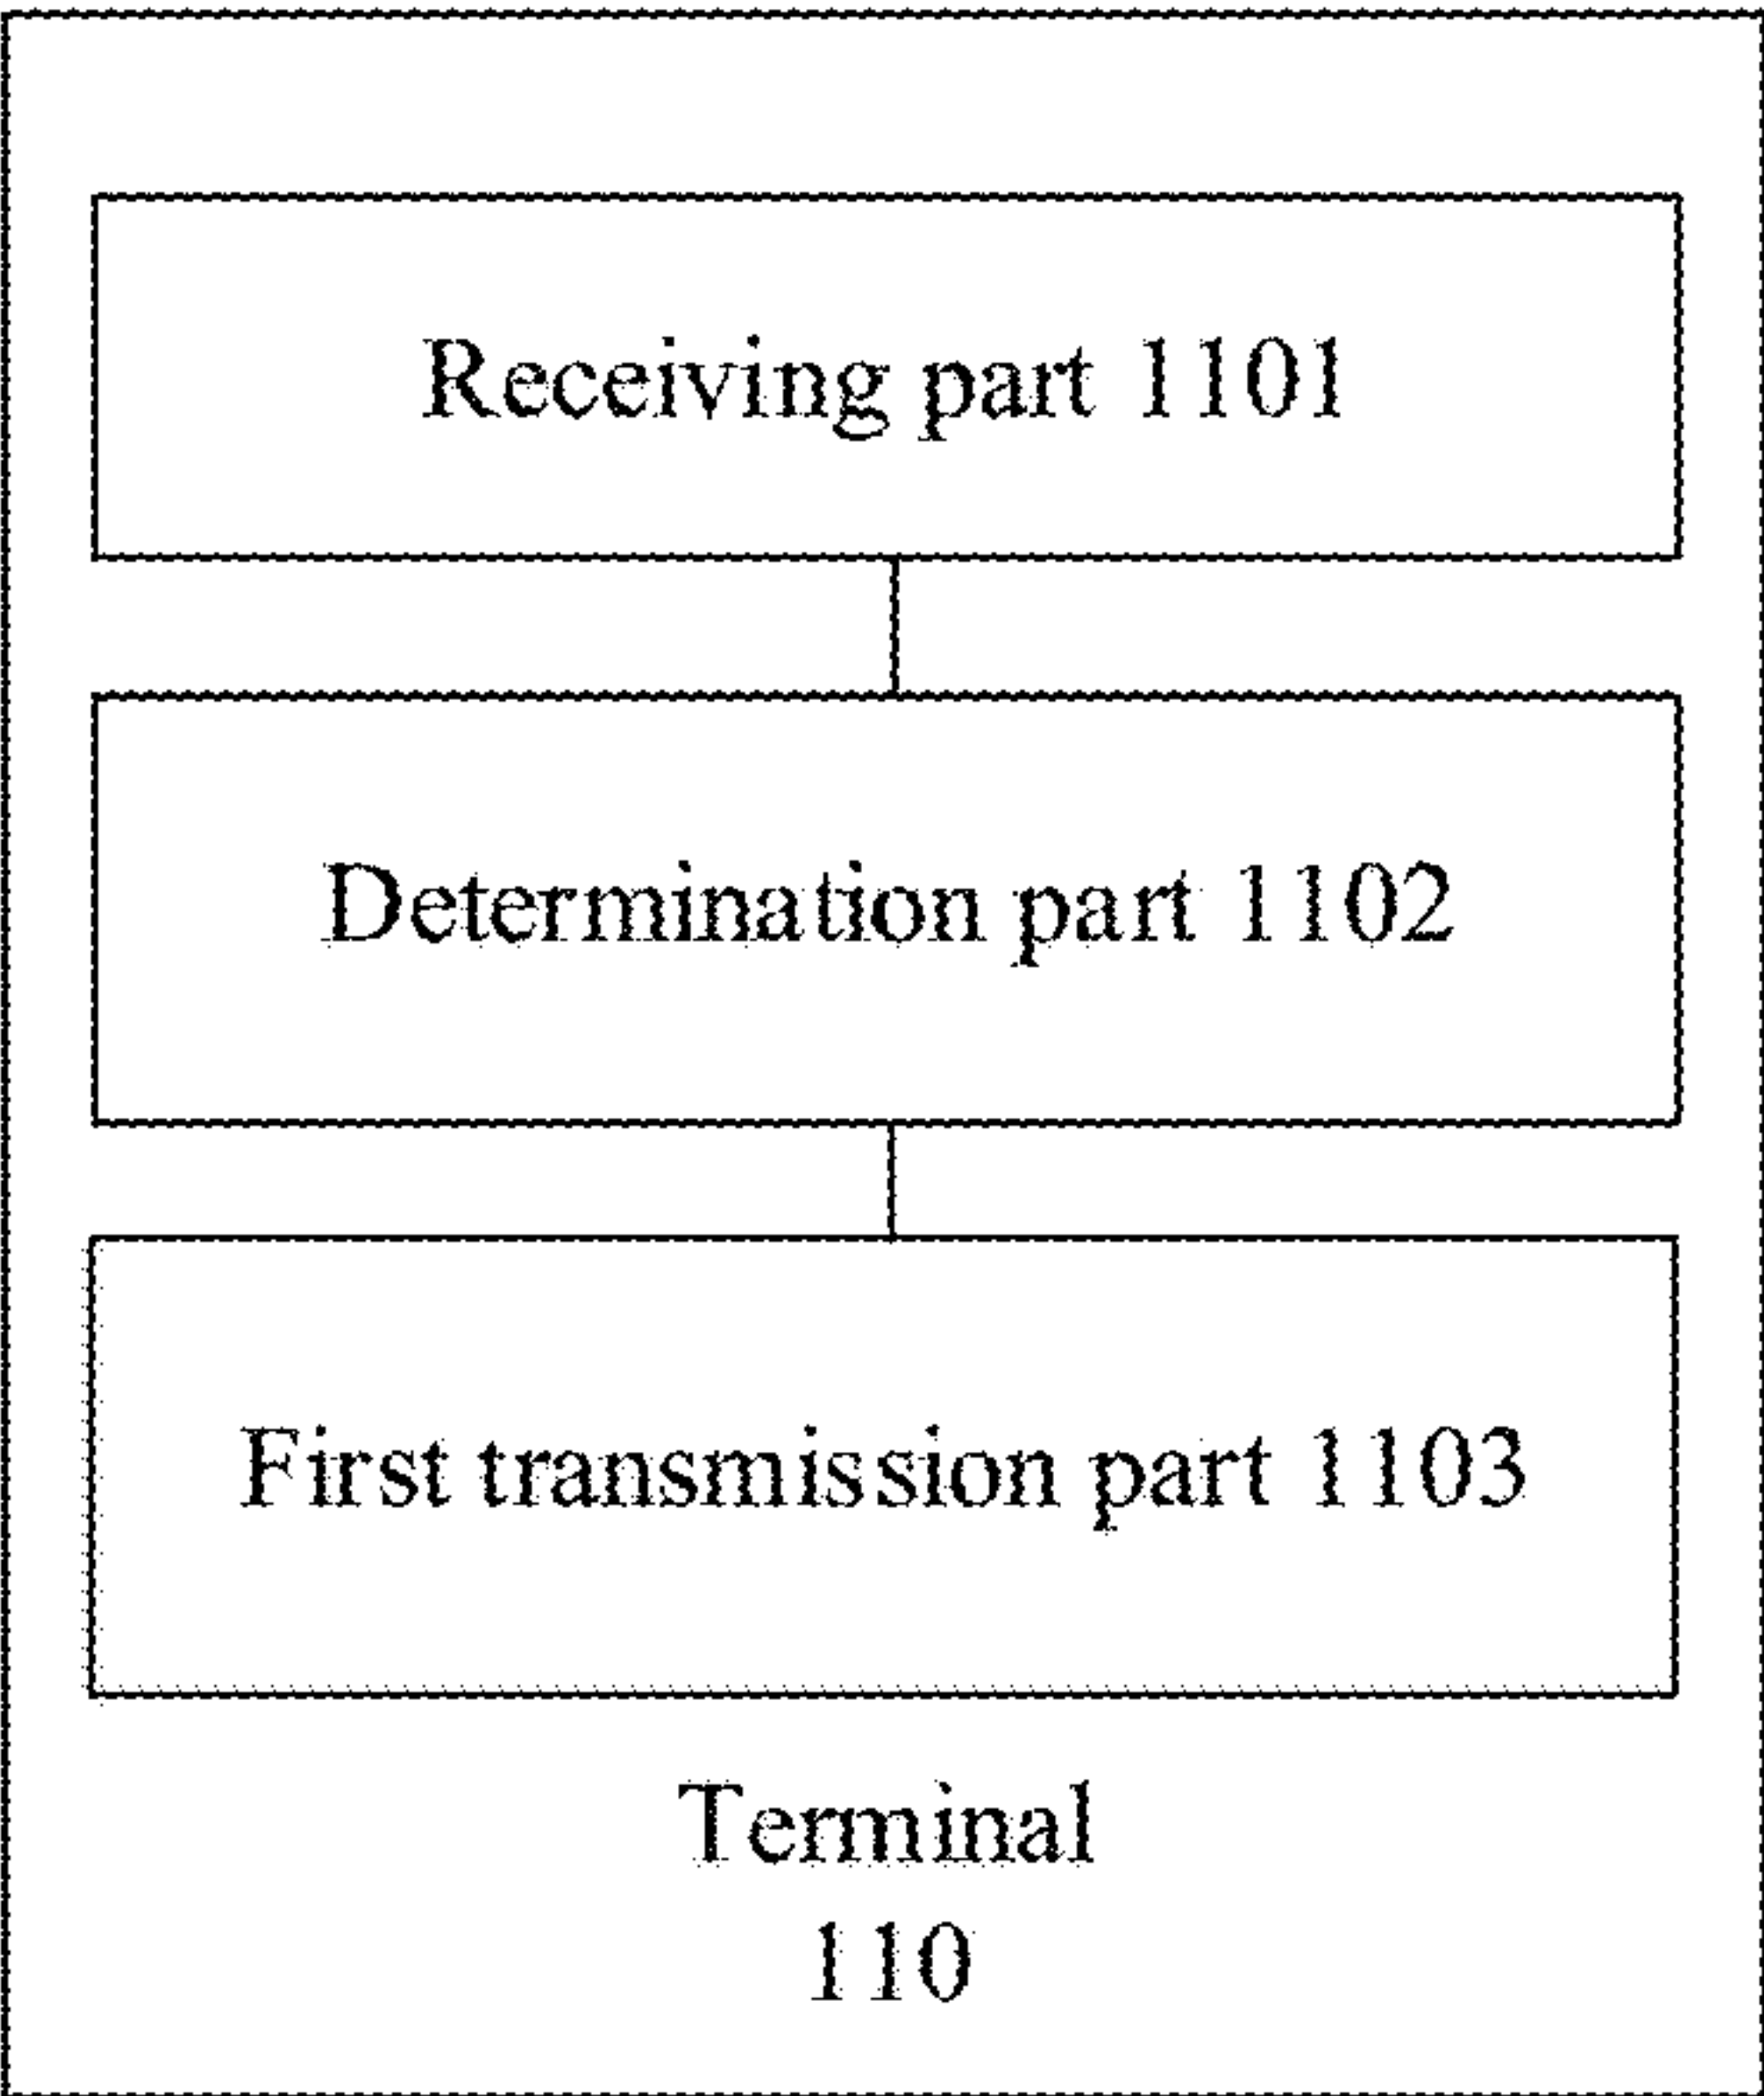 Receiving part 1101
Determination part 1102
First transmission part 1103
Terminal
110